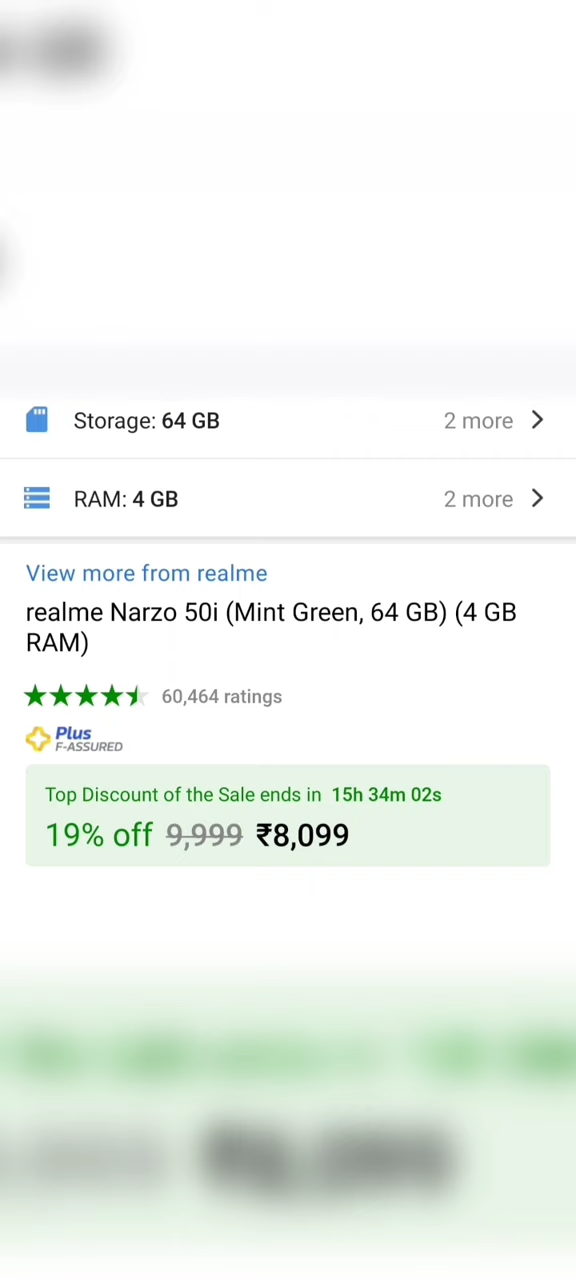 Storage: 64 GB 2 more
RAM: 4 GB 2 more
View more from realme
realme Narzo 50i (Mint Green, 64 GB) (4 GB
RAM)
60,464 ratings
Plus
F-ASSURED
Top Discount of the Sale ends in 15h 34m 02s
19% off 9,999 ₹8,099